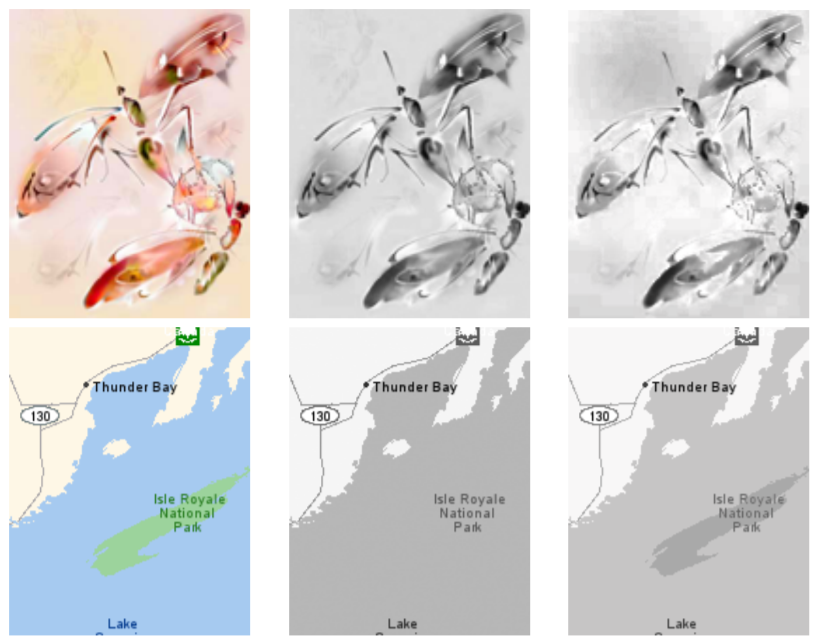 Thunder Bay
130
Isle Royale
National
Park
Lake
Thunder Bay
130
Isle Royale
National
Park
Lake
Thunder Bay
130
Isle Royale
National
Park
Lake